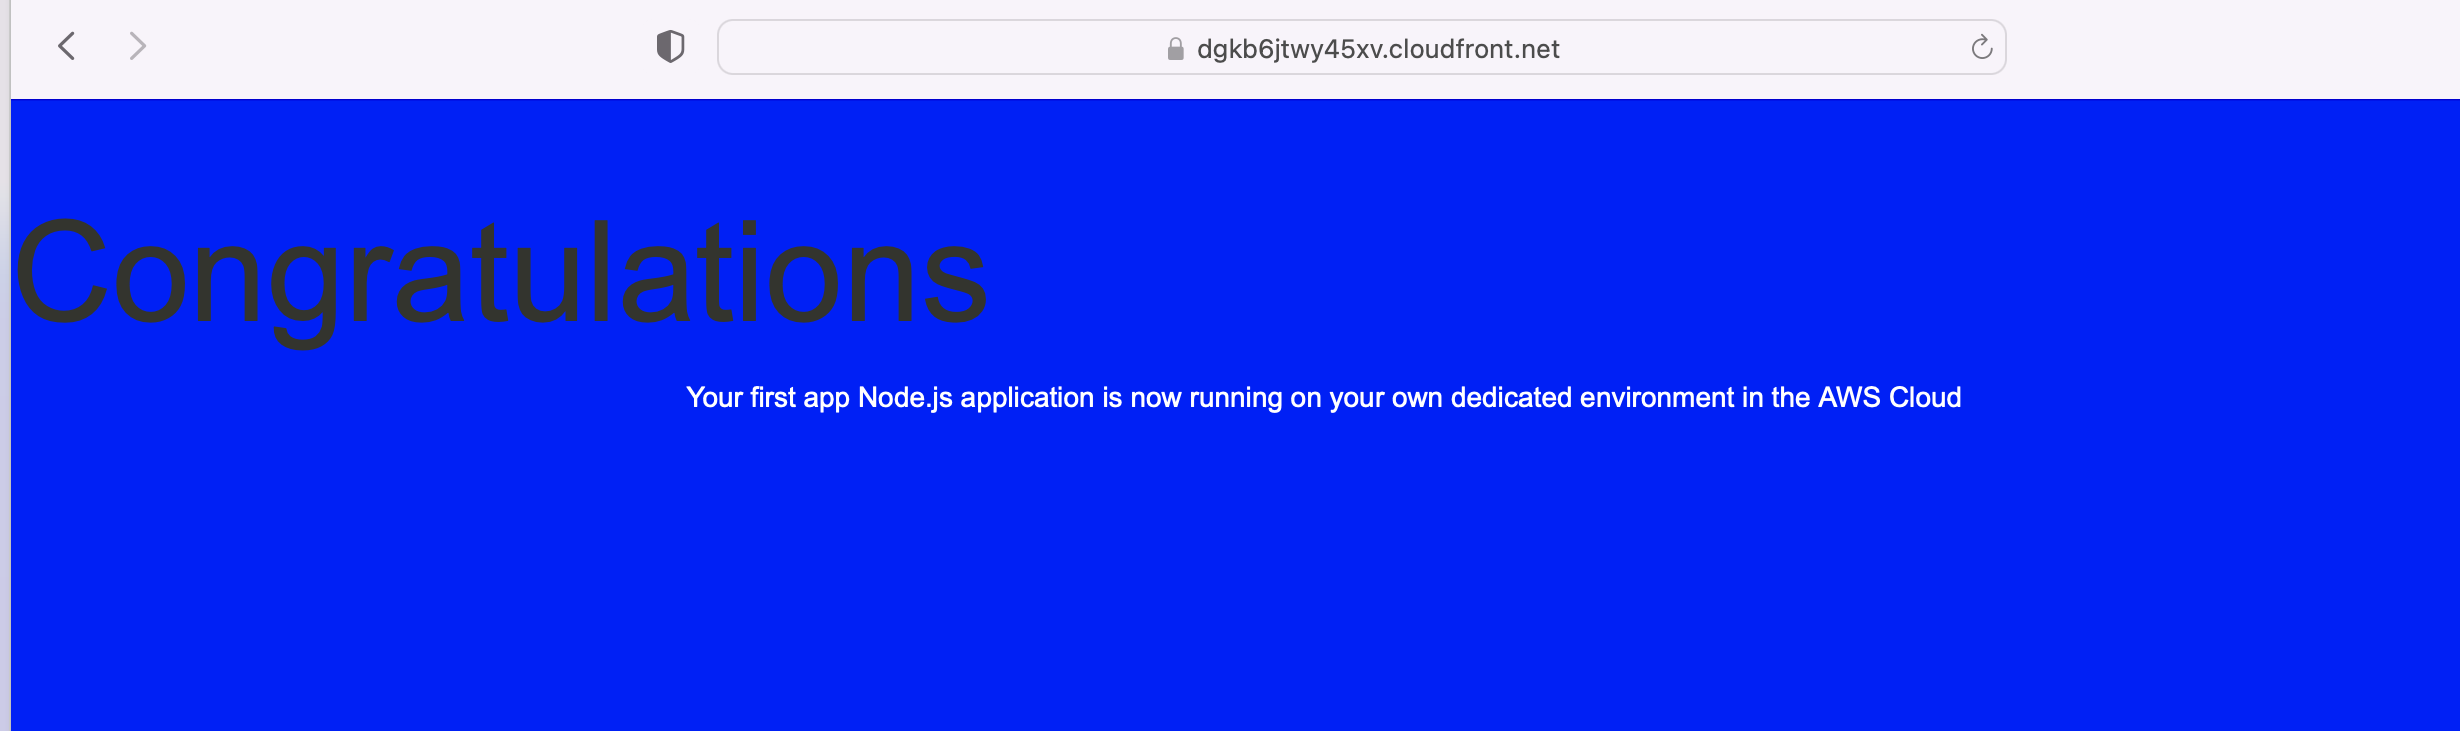 dgkb6jtwy45xv.cloudfront.net
Congratulations
Your first app Node.js application is now running on your own dedicated environment in the AWS Cloud